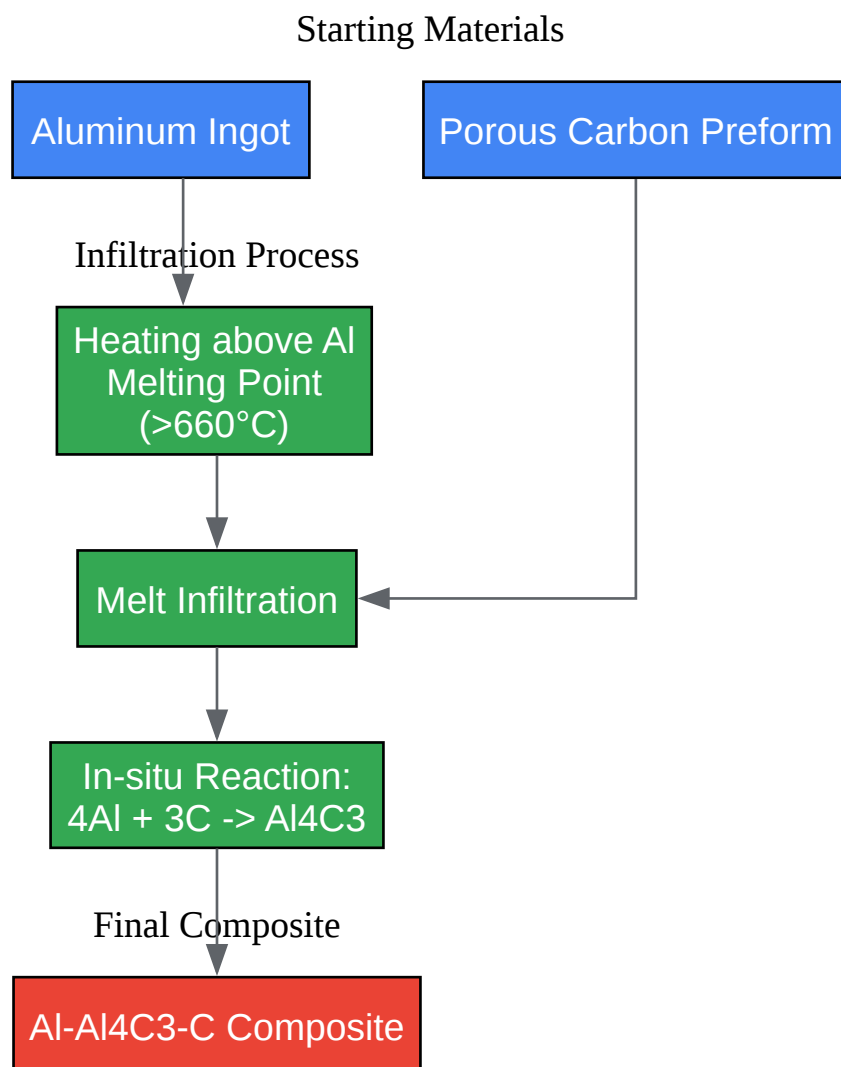 Starting Materials
Aluminum Ingot
Porous Carbon Preform
Infiltration Process
Heating above Al
Melting Point
(>660°C)
Melt Infiltration
In-situ Reaction:
4Al + 3C -> Al4C3
Final Composite
Al-Al4C3-C Composite